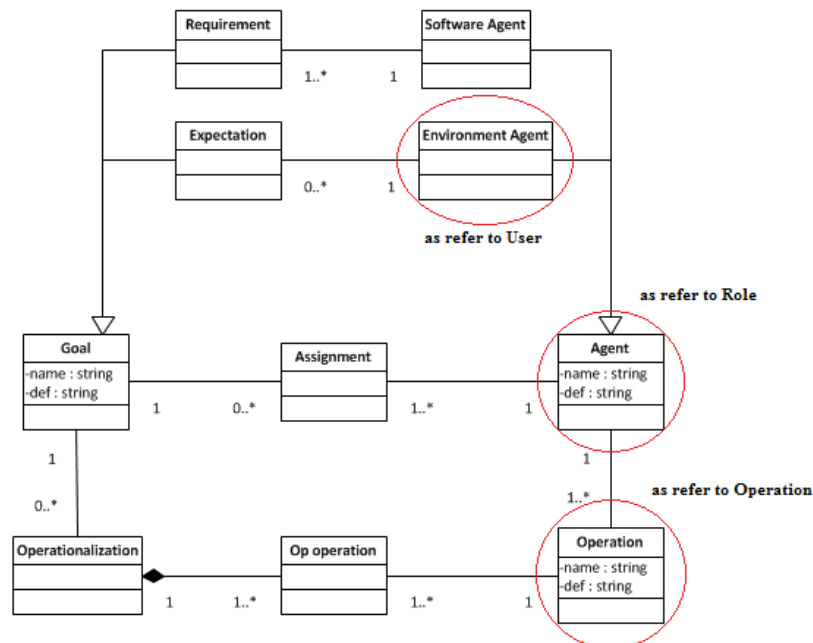 Requirement
Software Agent
1..*
1
Expectation
Environment Agent
0..*
1
as refer to User
as refer to Role
Goal
-name : string
-def : string
Assignment
Agent
-name : string
-def : string
1
0..*
1..*
1
1
1
0..*
1..*
as refer to Operation
Operationalization
Op operation
Operation
-name : string
-def : string
1
1..*
1..*
1